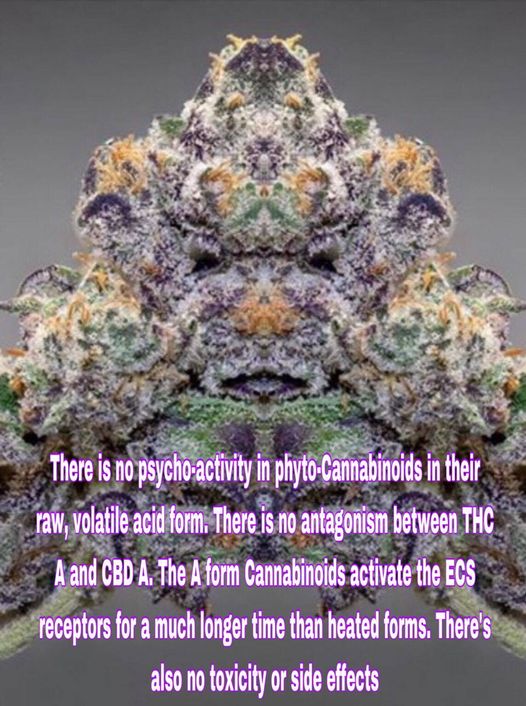 There is no psycho-activity in phyto-Cannabinoids in their
raw, volatile acid form. There is no antagonism between THC
A and CBD A. The A form Cannabinoids activate the ECS
receptors for a much longer time than heated forms. There's
also no toxicity or side effects